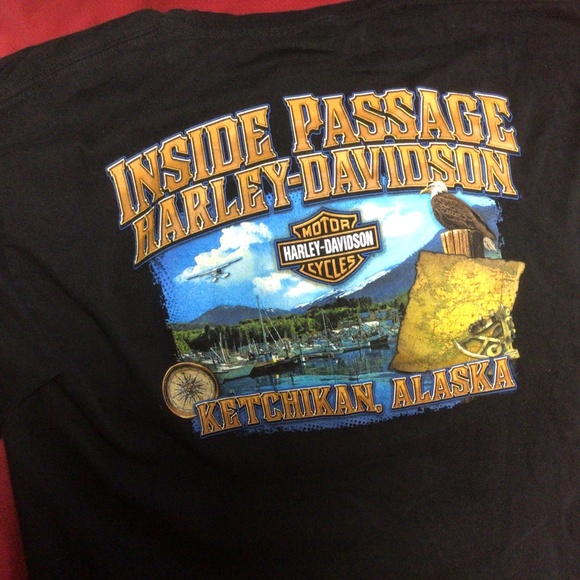 INSIDE PASSAGE
HARLEY-DAVIDSON
MOTOR
HARLEY-DAVIDSON
CYCLES
KETCHIKAN, ALASKA